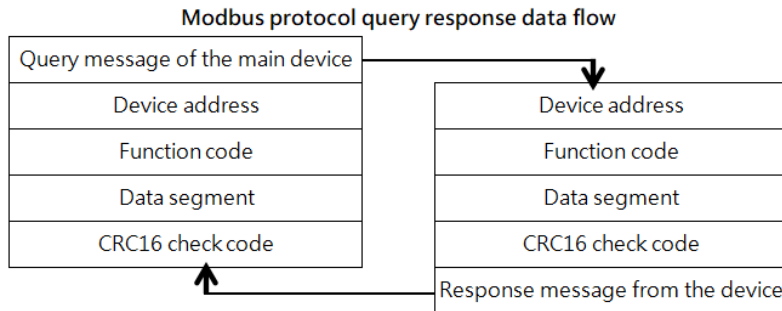 Modbus protocol query response data flow
Query message of the main device
Device address
Function code
Data segment
CRC16 check code
Device address
Function code
Data segment
CRC16 check code
Response message from the device